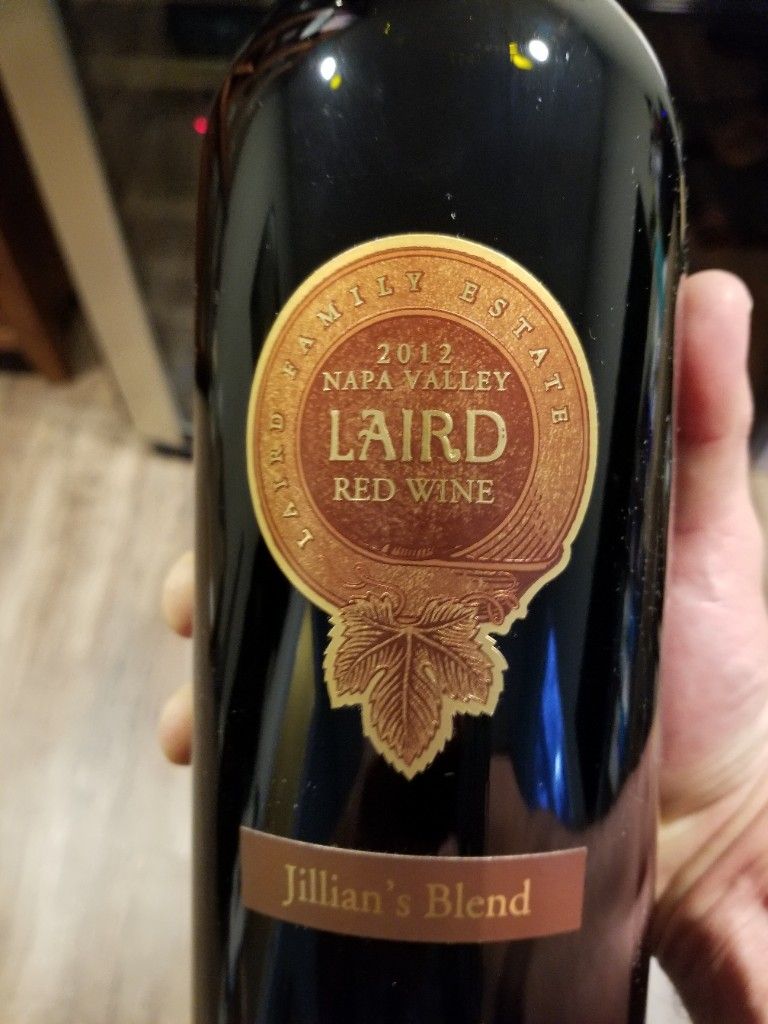 LAIRD FAMILY ESTATE
2012
NAPA VALLEY
LAIRD
RED WINE
Jillian's Blend